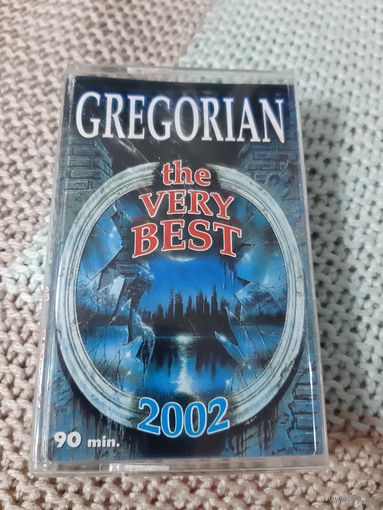 GREGORIAN
the
VERY
BEST
2002
90 min.